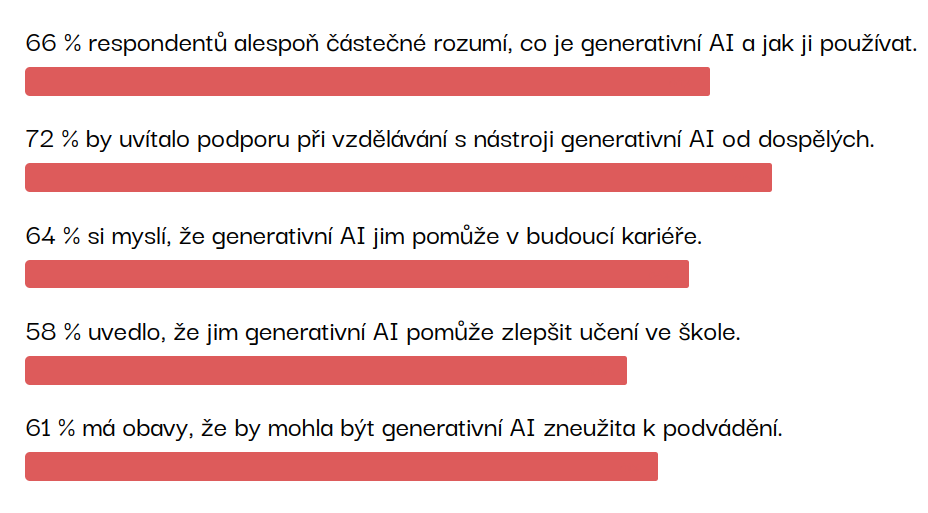 66 % respondentů alespoň částečné rozumí, co je generativní AI a jak ji používat.
72 % by uvítalo podporu při vzdělávání s nástroji generativní AI od dospělých.
64 % si myslí, že generativní AI jim pomůže v budoucí kariéře.
58 % uvedlo, že jim generativní AI pomůže zlepšit učení ve škole.
61 % má obavy, že by mohla být generativní AI zneužita k podvádění.